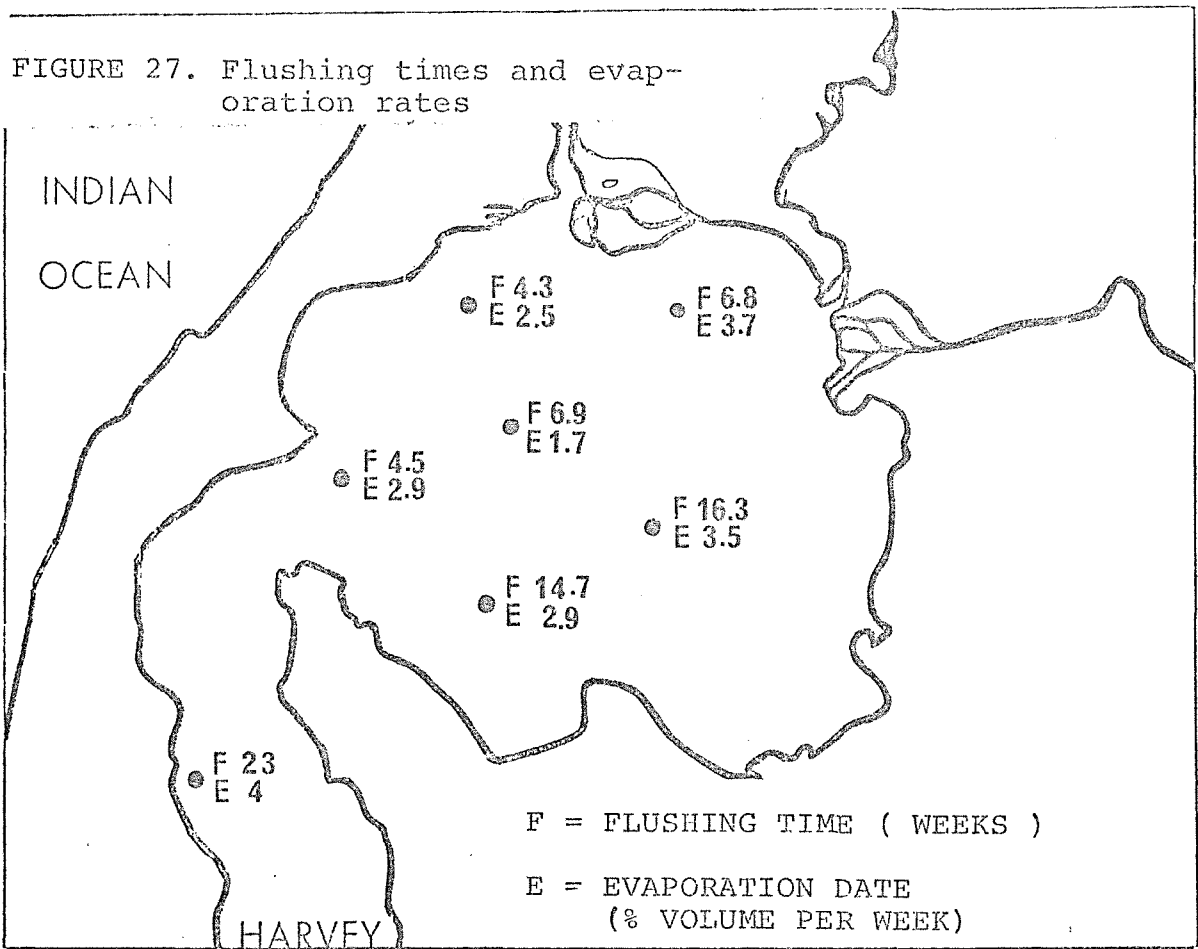 FIGURE 27. Flushing times and evap-
oration rates
INDIAN
OCEAN
F 4.3
E 2.5
F 6.8
E 3.7
F 6.9
E 1.7
F 4.5
E 2.9
F 16.3
E 3.5
F 14.7
E 2.9
F 23
E 4
F = FLUSHING TIME ( WEEKS )
E = EVAPORATION DATE
(% VOLUME PER WEEK)
HARVEY